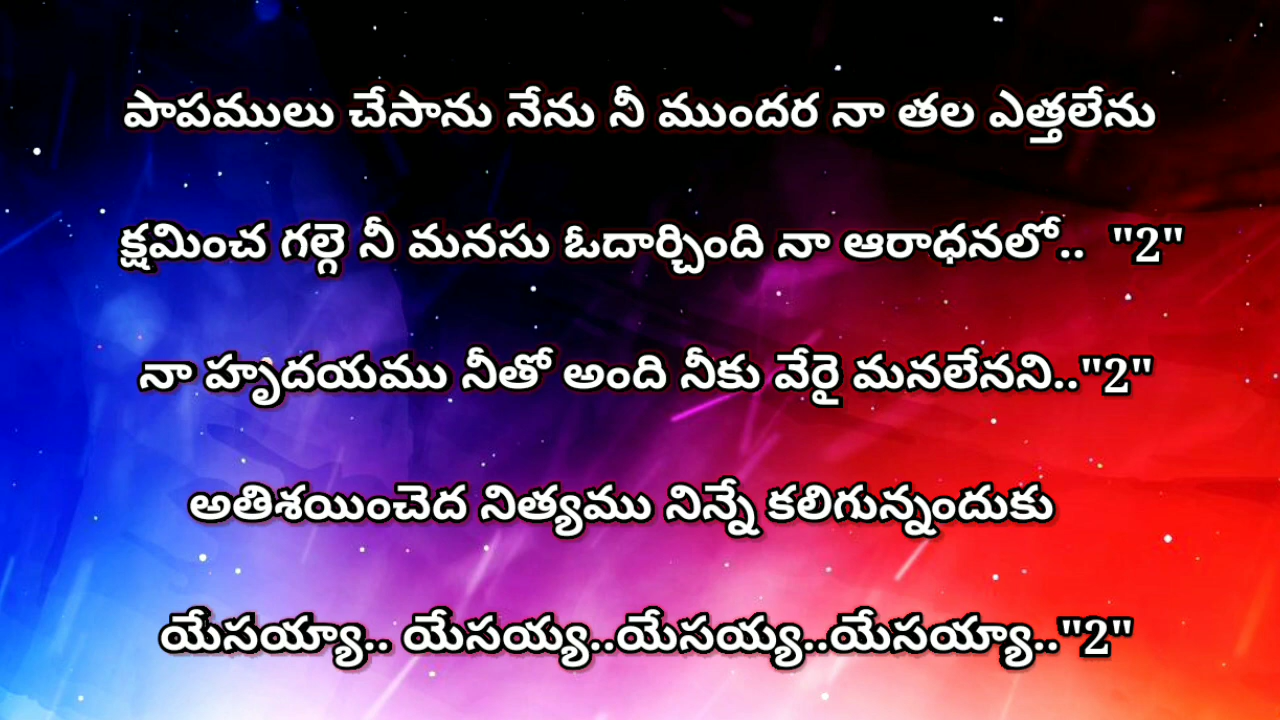 పాపములు చేసాను నేను నీ ముందర నా తల ఎత్తలేను
క్షమించ గల్గె నీ మనసు ఓదార్చింది నా ఆరాధనలో.. "2"
నా హృదయము నీతో అంది నీకు వేరై మనలేనని.."2"
అతిశయించెద నిత్యము నిన్నే కలిగున్నందుకు
యేసయ్యా.. యేసయ్య..యేసయ్య..యేసయ్యా.."2"